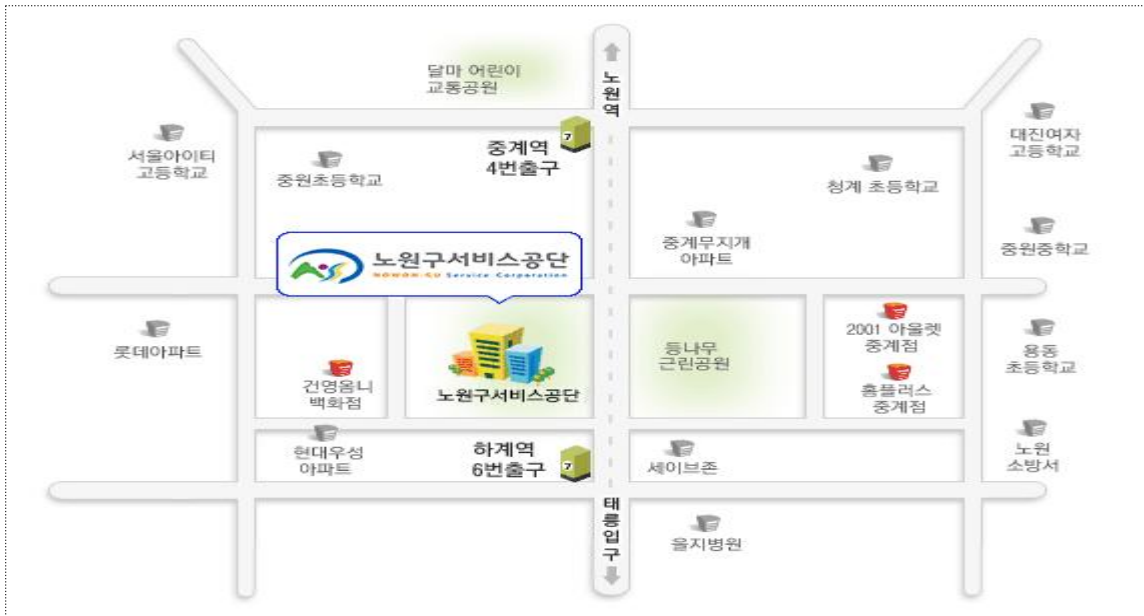 달마 어린이
교통공원
노원역
서울아이티
고등학교
중원초등학교
중계역
4번출구
7
청계 초등학교
대진여자
고등학교
중계무지개
아파트
중원중학교
노원구서비스공단
NOWON-GU Service Corporation
롯데아파트
건영옴니
백화점
노원구서비스공단
등나무
근린공원
2001 아울렛
중계점
홈플러스
중계점
용동
초등학교
현대우성
아파트
하계역
6번출구
7
세이브존
노원
소방서
태릉입구
을지병원